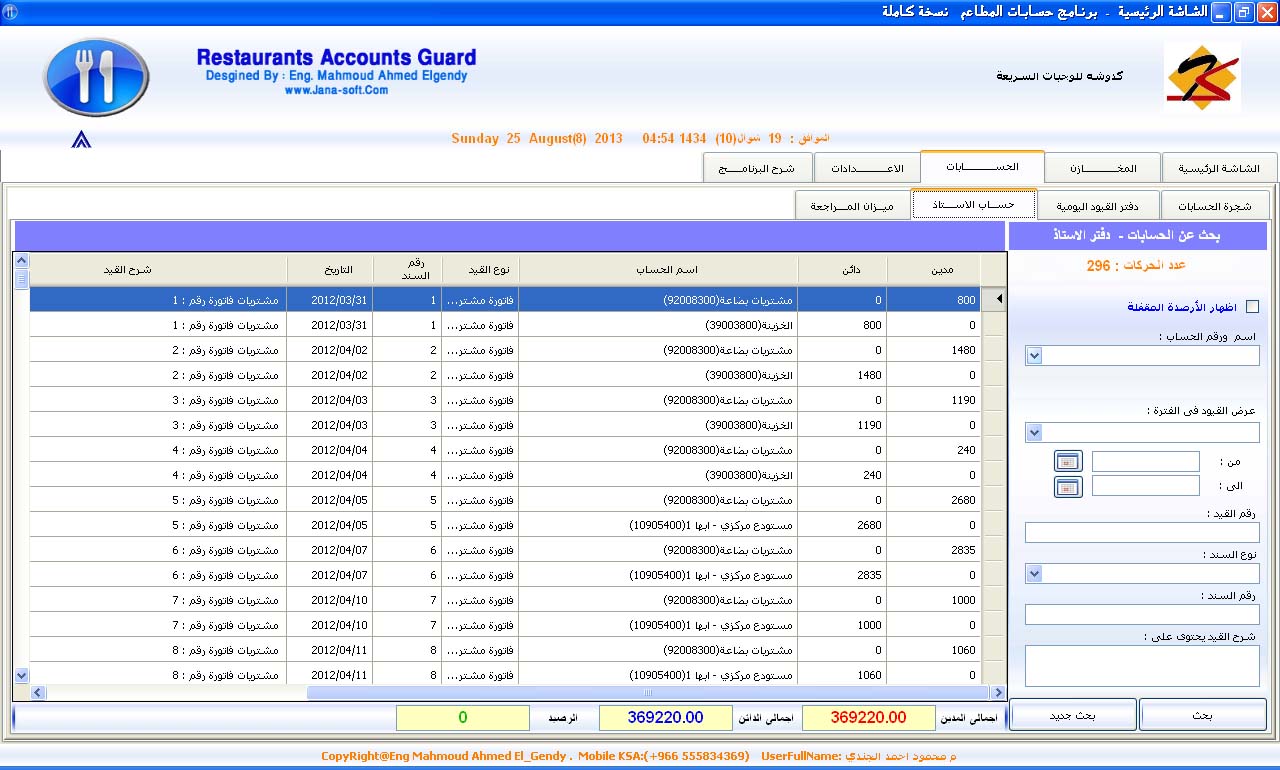 الشاشة الرئيسية - برنامج حسابات المطاعم نسخة كاملة
Restaurants Accounts Guard
Desgined By : Eng. Mahmoud Ahmed Elgendy
www.Jana-soft.Com
كدوشه للوجبات السريعة
Sunday 25 August(8) 2013 04:54 الموافق : 19 شوال(10) 1434
الشاشة الرئيسية المخـــــــازن الحســـــــابات الاعــــــــدادات شرح البرنامـــــج
شجرة الحسابات دفتر القيود اليومية حســـاب الاســـــتاذ ميـزان المـــراجعة
بحث عن الحسابات - دفتر الاستاذ
عدد الحركات : 296
اظهار الأرصدة المقفلة
اسم ورقم الحساب :
عرض القيود فى الفترة :
من :
الى :
رقم القيد :
نوع السند :
رقم السند :
شرح القيد يحتوى على :
بحث بحث جديد
مدين دائن اسم الحساب نوع القيد رقم السند التاريخ شرح القيد
800 0 مشتريات بضاعة(92008300) فاتورة مشتر... 1 2012/03/31 مشتريات فاتورة رقم : 1
0 800 الخزينة(39003800) فاتورة مشتر... 1 2012/03/31 مشتريات فاتورة رقم : 1
1480 0 مشتريات بضاعة(92008300) فاتورة مشتر... 2 2012/04/02 مشتريات فاتورة رقم : 2
0 1480 الخزينة(39003800) فاتورة مشتر... 2 2012/04/02 مشتريات فاتورة رقم : 2
1190 0 مشتريات بضاعة(92008300) فاتورة مشتر... 3 2012/04/03 مشتريات فاتورة رقم : 3
0 1190 الخزينة(39003800) فاتورة مشتر... 3 2012/04/03 مشتريات فاتورة رقم : 3
240 0 مشتريات بضاعة(92008300) فاتورة مشتر... 4 2012/04/04 مشتريات فاتورة رقم : 4
0 240 الخزينة(39003800) فاتورة مشتر... 4 2012/04/04 مشتريات فاتورة رقم : 4
2680 0 مشتريات بضاعة(92008300) فاتورة مشتر... 5 2012/04/05 مشتريات فاتورة رقم : 5
0 2680 مستودع مركزي - ابها 1(10905400) فاتورة مشتر... 5 2012/04/05 مشتريات فاتورة رقم : 5
2835 0 مشتريات بضاعة(92008300) فاتورة مشتر... 6 2012/04/07 مشتريات فاتورة رقم : 6
0 2835 مستودع مركزي - ابها 1(10905400) فاتورة مشتر... 6 2012/04/07 مشتريات فاتورة رقم : 6
1000 0 مشتريات بضاعة(92008300) فاتورة مشتر... 7 2012/04/10 مشتريات فاتورة رقم : 7
0 1000 مستودع مركزي - ابها 1(10905400) فاتورة مشتر... 7 2012/04/10 مشتريات فاتورة رقم : 7
1060 0 مشتريات بضاعة(92008300) فاتورة مشتر... 8 2012/04/11 مشتريات فاتورة رقم : 8
0 1060 مستودع مركزي - ابها 1(10905400) فاتورة مشتر... 8 2012/04/11 مشتريات فاتورة رقم : 8
اجمالى المدين 369220.00 اجمالى الدائن 369220.00 الرصيد 0
CopyRight@Eng Mahmoud Ahmed El_Gendy . Mobile KSA:(+966 555834369) UserFullName: م محمود احمد الجندي